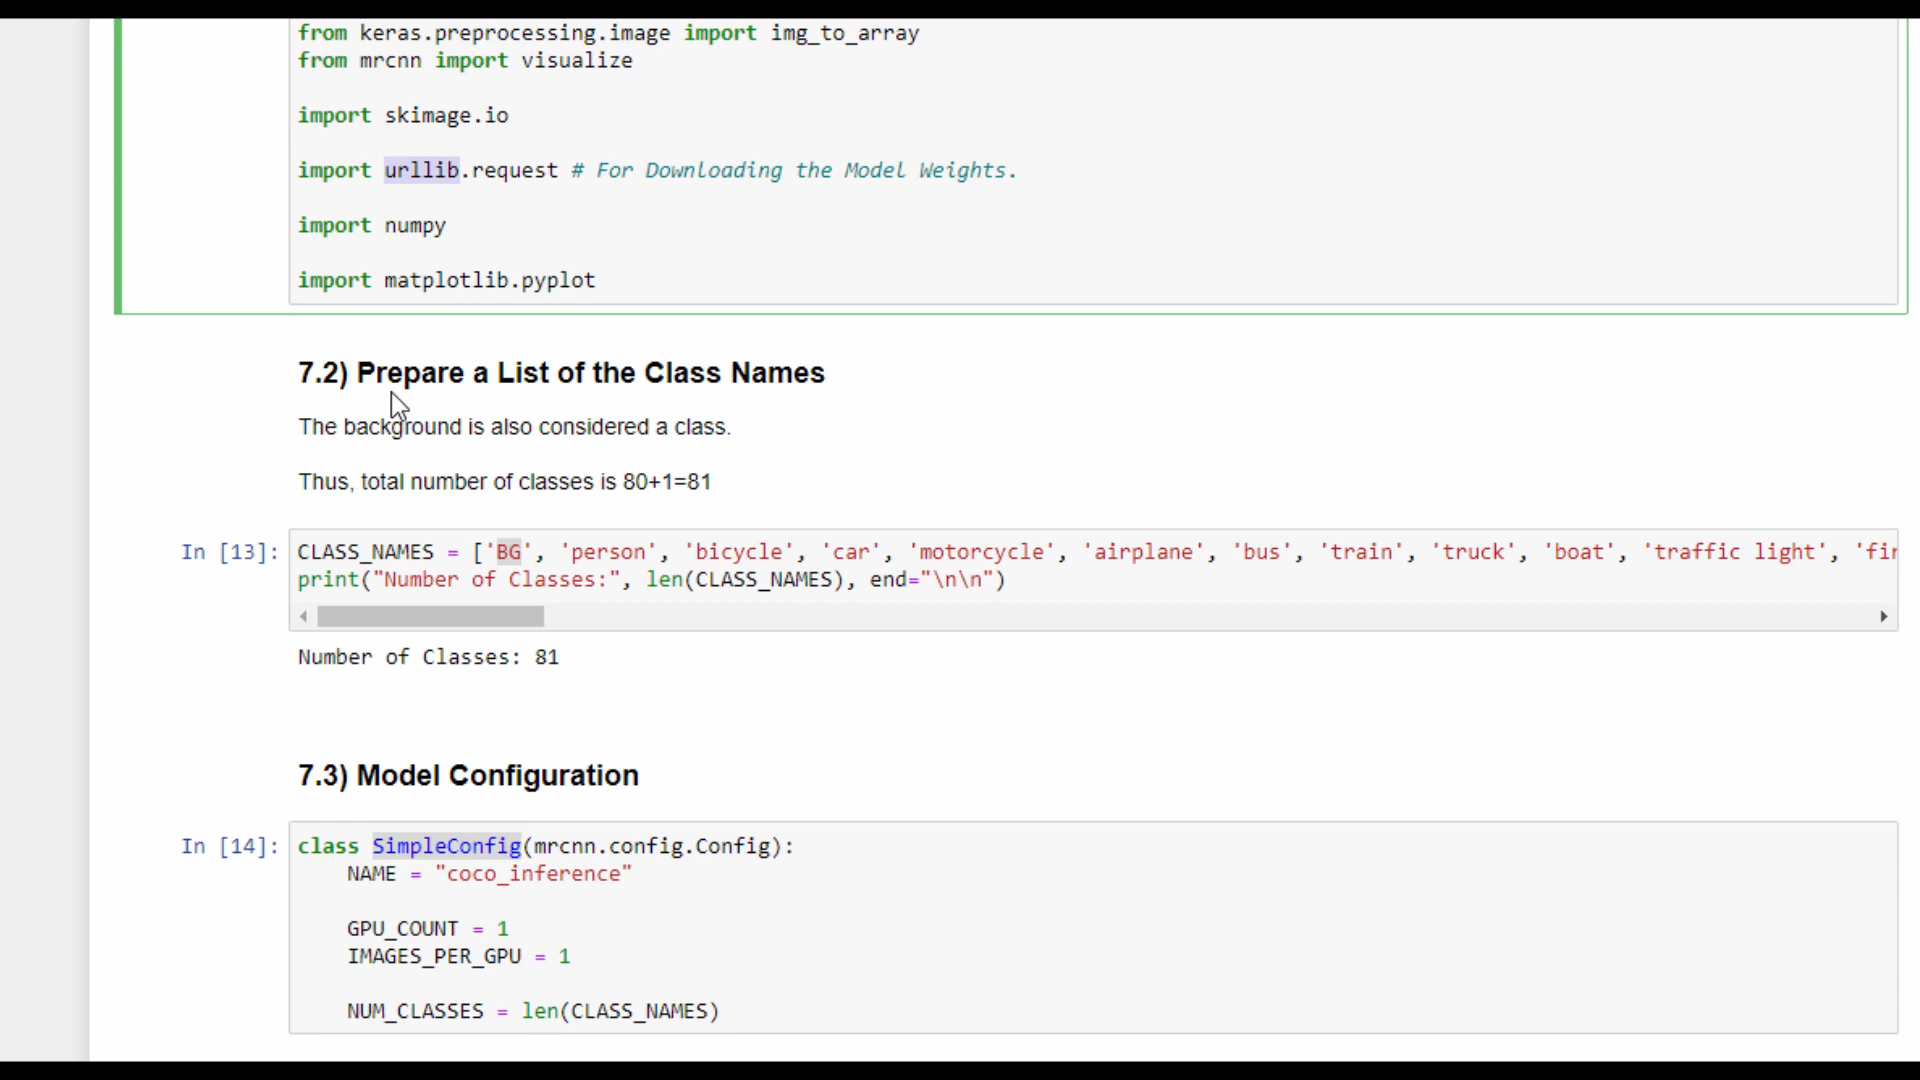 from keras.preprocessing.image import img_to_array
from mrcnn import visualize
import skimage.io
import urllib.request # For Downloading the Model Weights.
import numpy
import matplotlib.pyplot
7.2) Prepare a List of the Class Names
The background is also considered a class.
Thus, total number of classes is 80+1=81
In [13]: CLASS_NAMES = ['BG', 'person', 'bicycle', 'car', 'motorcycle', 'airplane', 'bus', 'train', 'truck', 'boat', 'traffic light', 'fir
print("Number of Classes:", len(CLASS_NAMES), end="\n\n")
Number of Classes: 81
7.3) Model Configuration
In [14]: class SimpleConfig(mrcnn.config.Config):
NAME = "coco_inference"
GPU_COUNT = 1
IMAGES_PER_GPU = 1
NUM_CLASSES = len(CLASS_NAMES)